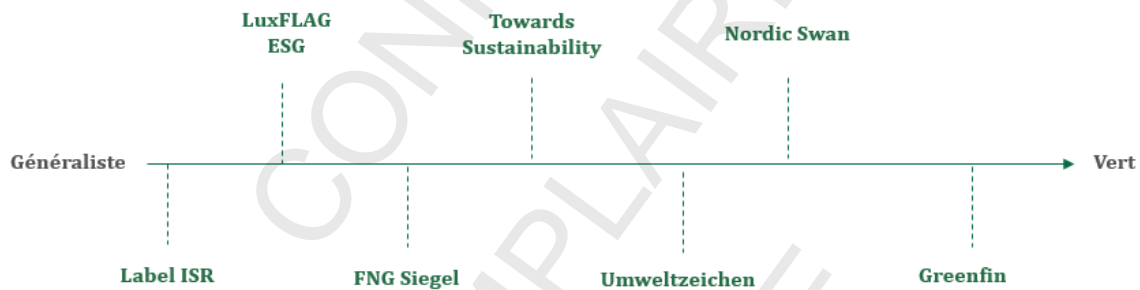 LuxFLAG
ESG
Towards
Sustainability
Nordic Swan
Généraliste
Vert
Label ISR
FNG Siegel
Umweltzeichen
Greenfin